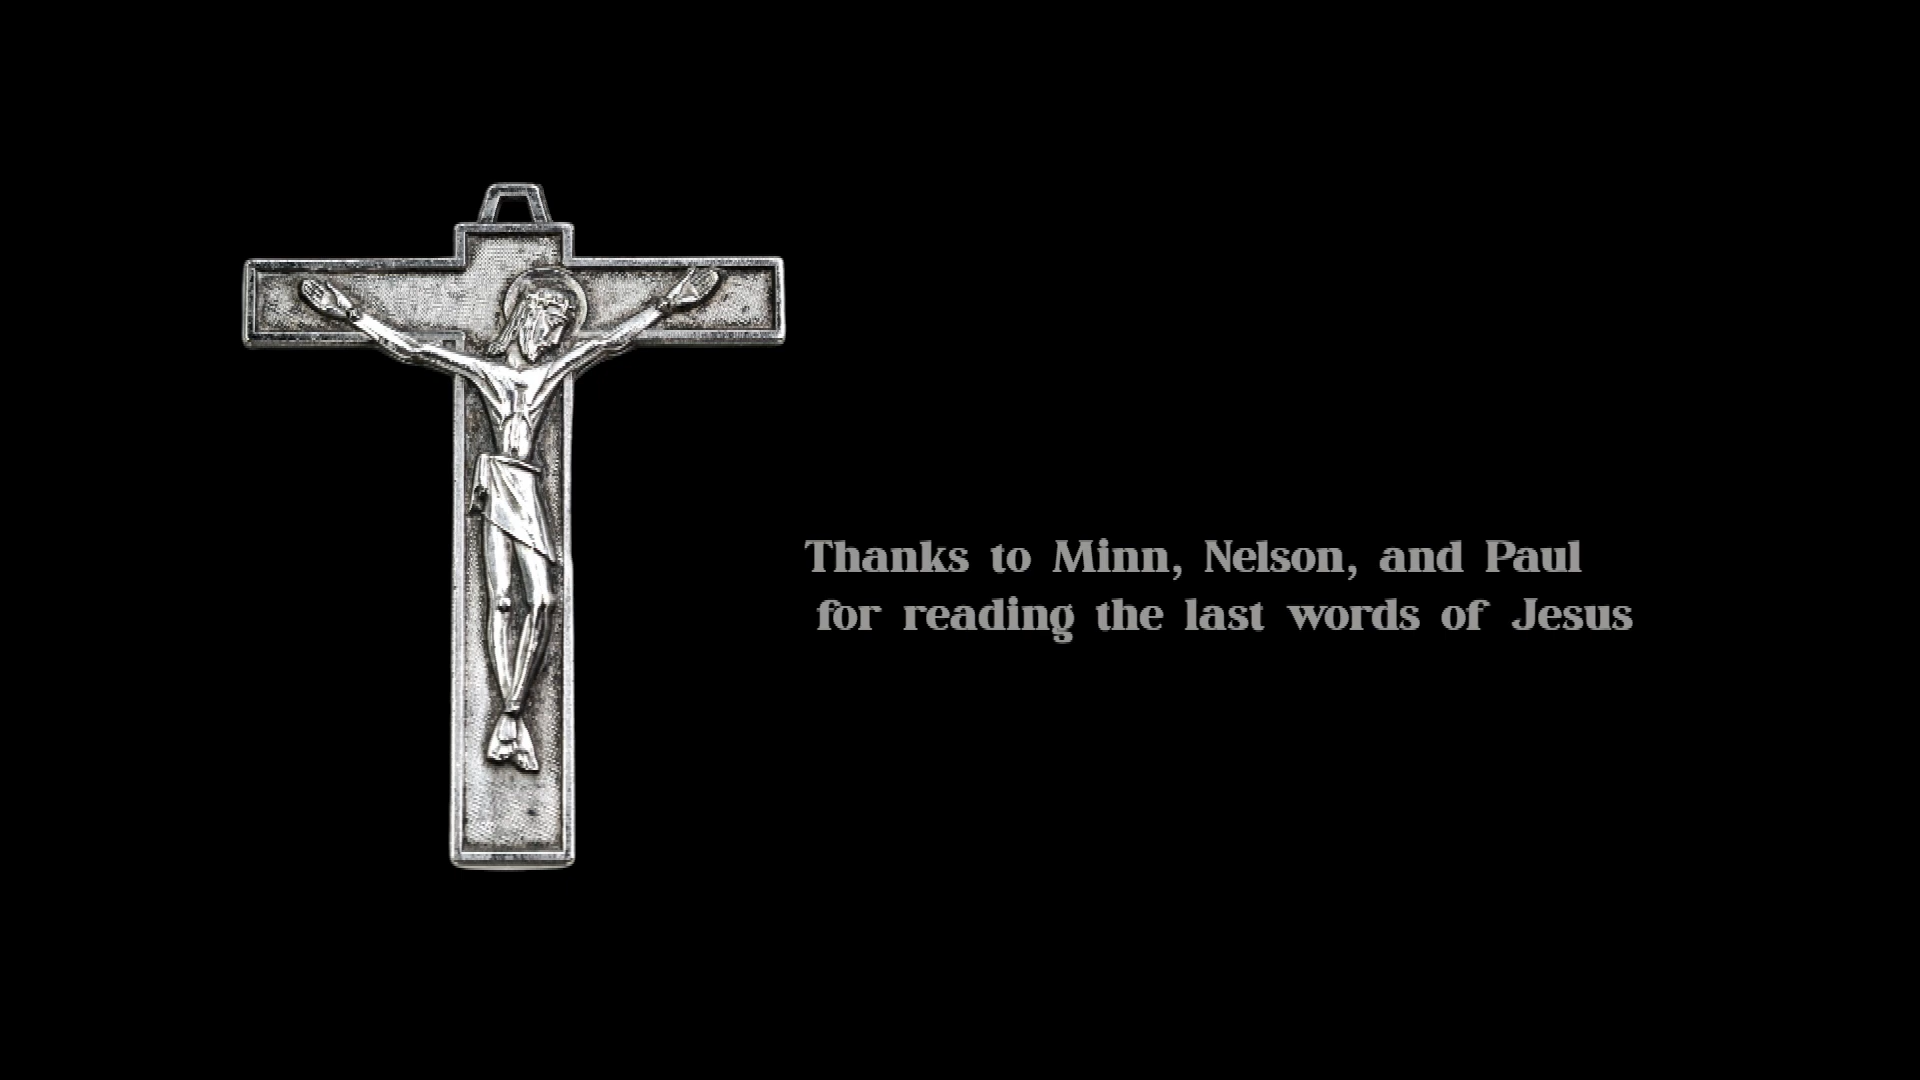 Thanks to Minn, Nelson, and Paul
for reading the last words of Jesus